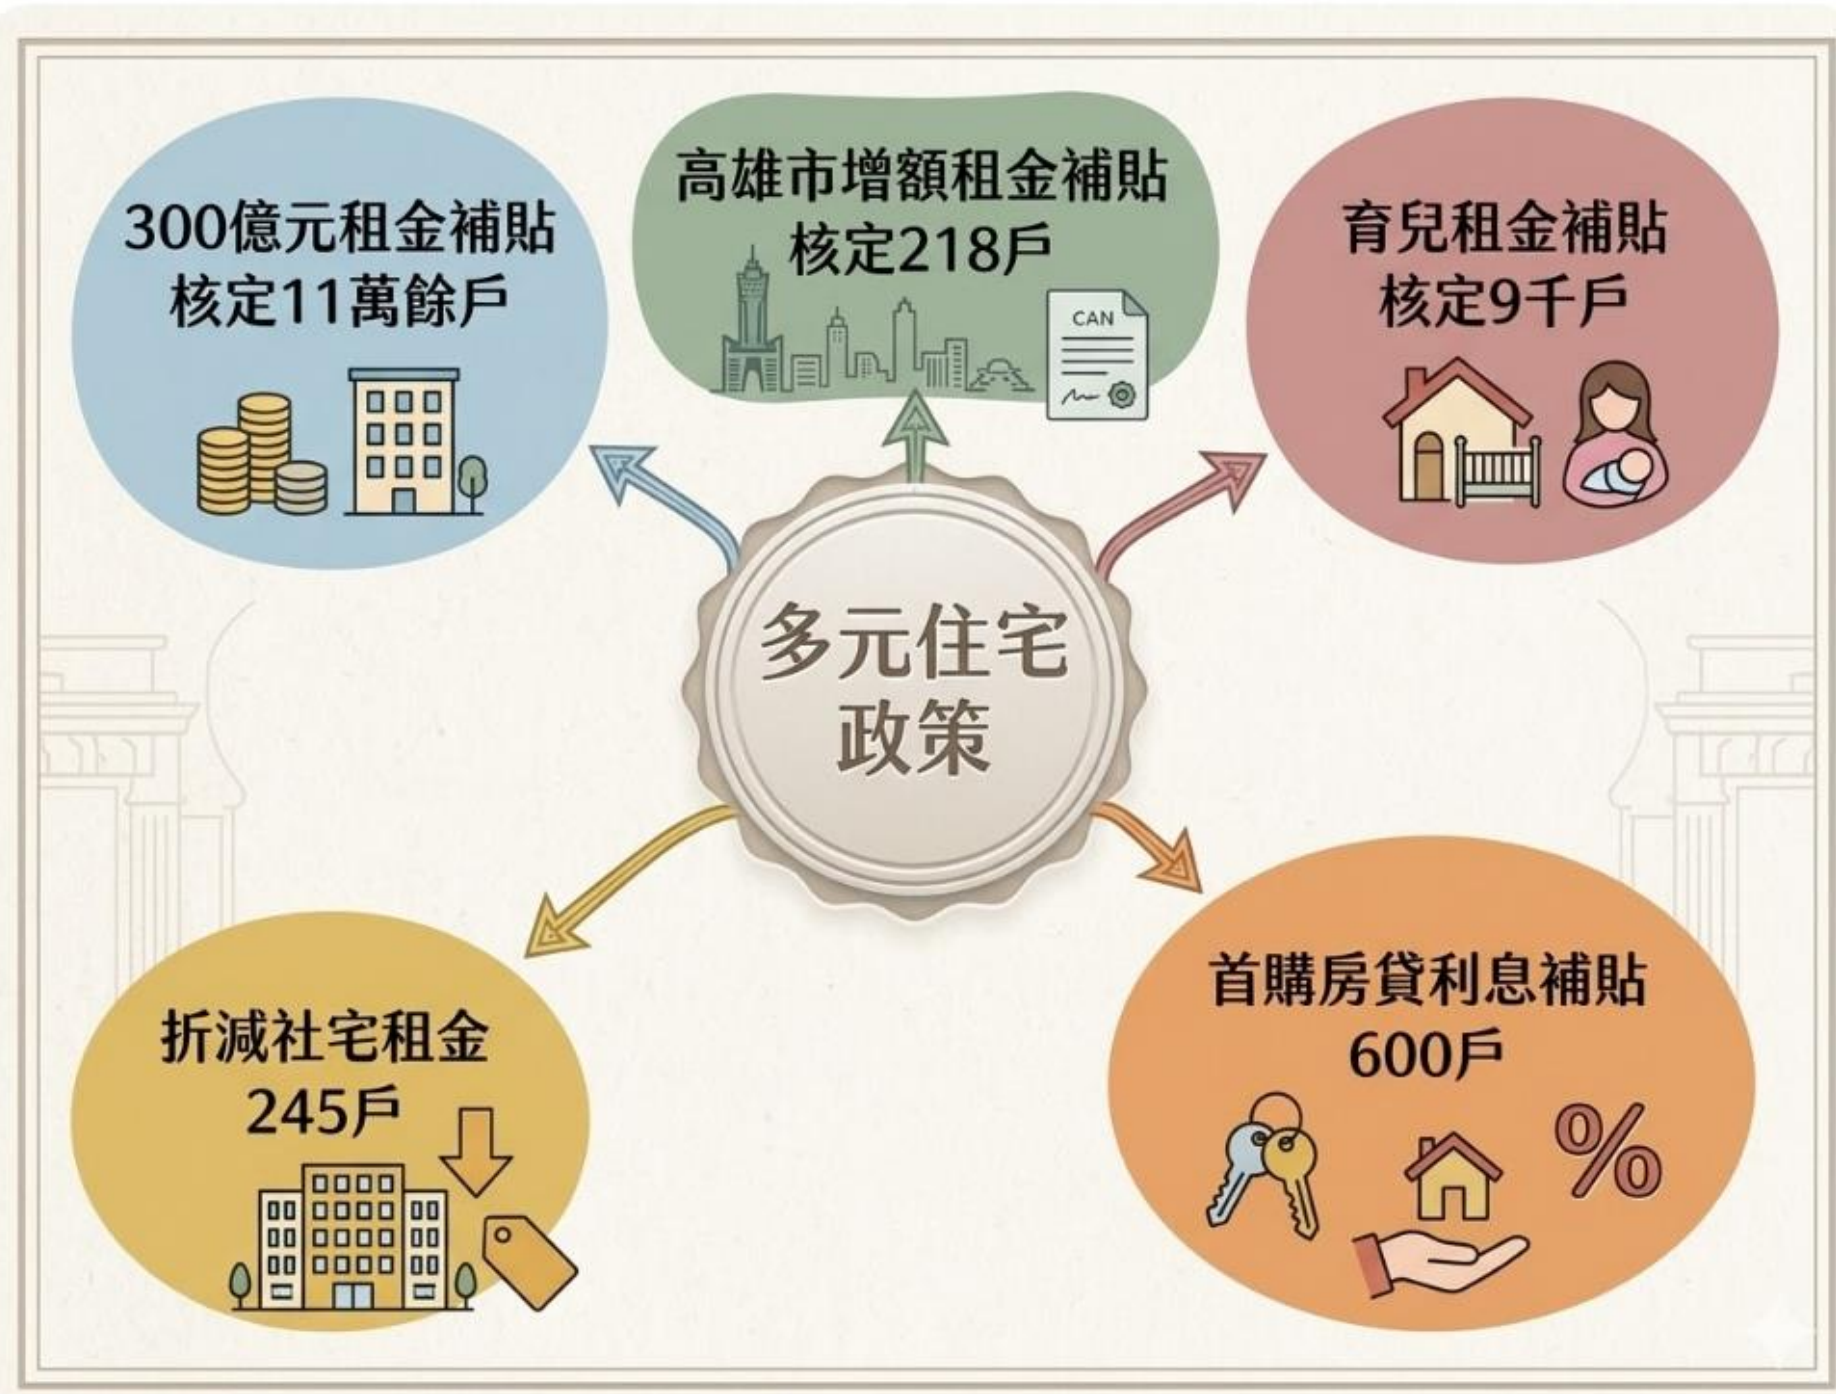 300億元租金補貼
核定11萬餘戶
高雄市增額租金補貼
核定218戶
CAN
育兒租金補貼
核定9千戶
多元住宅
政策
折減社宅租金
245戶
首購房貸利息補貼
600戶
%